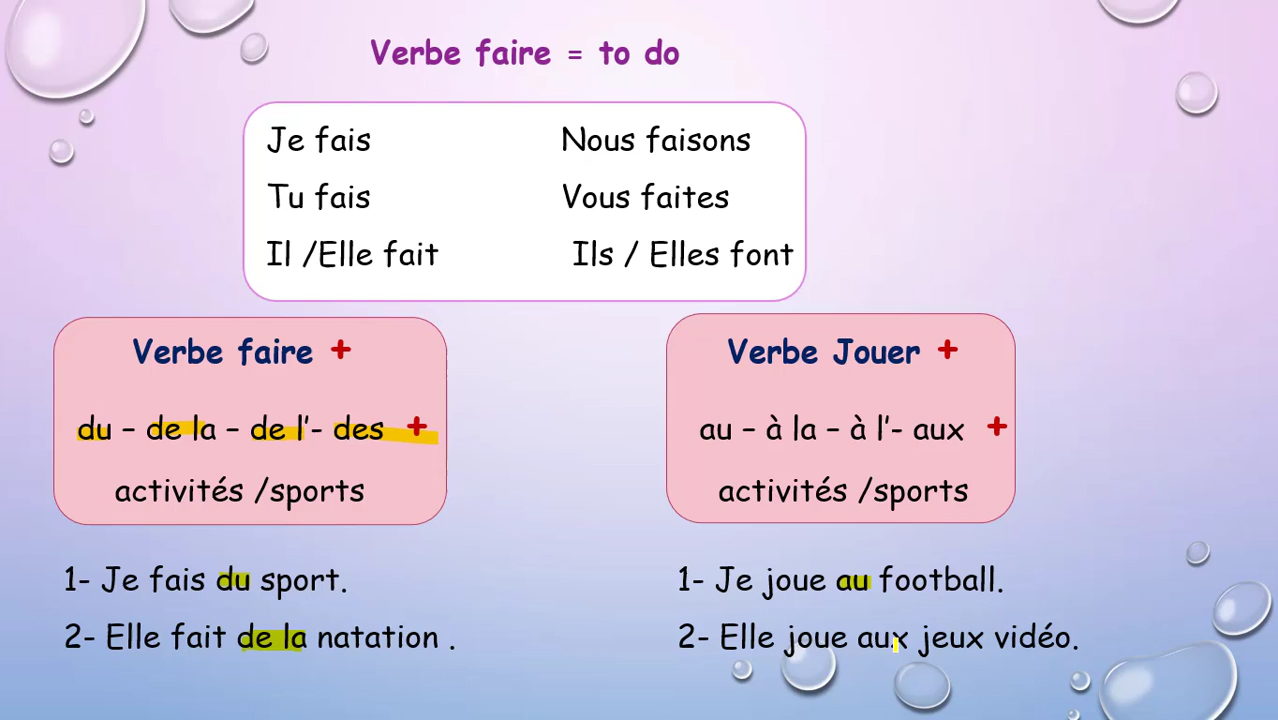 Verbe faire = to do
Je fais Nous faisons
Tu fais Vous faites
Il /Elle fait Ils / Elles font
Verbe faire +
du – de la – de l'- des +
activités /sports
Verbe Jouer +
au – à la – à l'- aux +
activités /sports
1- Je fais du sport.
2- Elle fait de la natation .
1- Je joue au football.
2- Elle joue aux jeux vidéo.